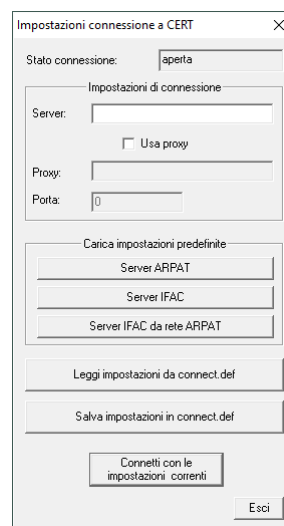 Impostazioni connessione a CERT
Stato connessione: aperta
Impostazioni di connessione
Server:
Usa proxy
Proxy:
Porta: 0
Carica impostazioni predefinite
Server ARPAT
Server IFAC
Server IFAC da rete ARPAT
Leggi impostazioni da connect.def
Salva impostazioni in connect.def
Connetti con le
impostazioni correnti
Esci